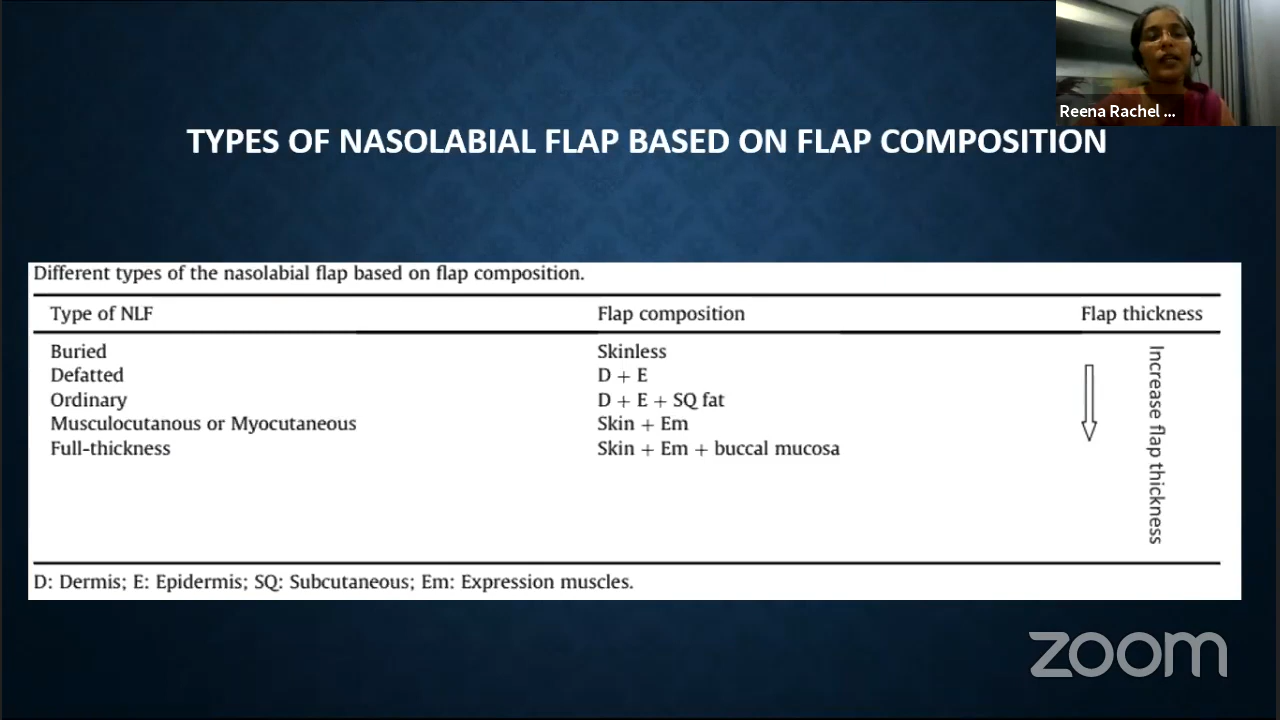 Reena Rachel ...
TYPES OF NASOLABIAL FLAP BASED ON FLAP COMPOSITION
Different types of the nasolabial flap based on flap composition.
Type of NLF Flap composition Flap thickness
Buried Skinless
Defatted D + E
Ordinary D + E + SQ fat
Musculocutanous or Myocutaneous Skin + Em
Full-thickness Skin + Em + buccal mucosa
Increase flap thickness
D: Dermis; E: Epidermis; SQ: Subcutaneous; Em: Expression muscles.
zoom